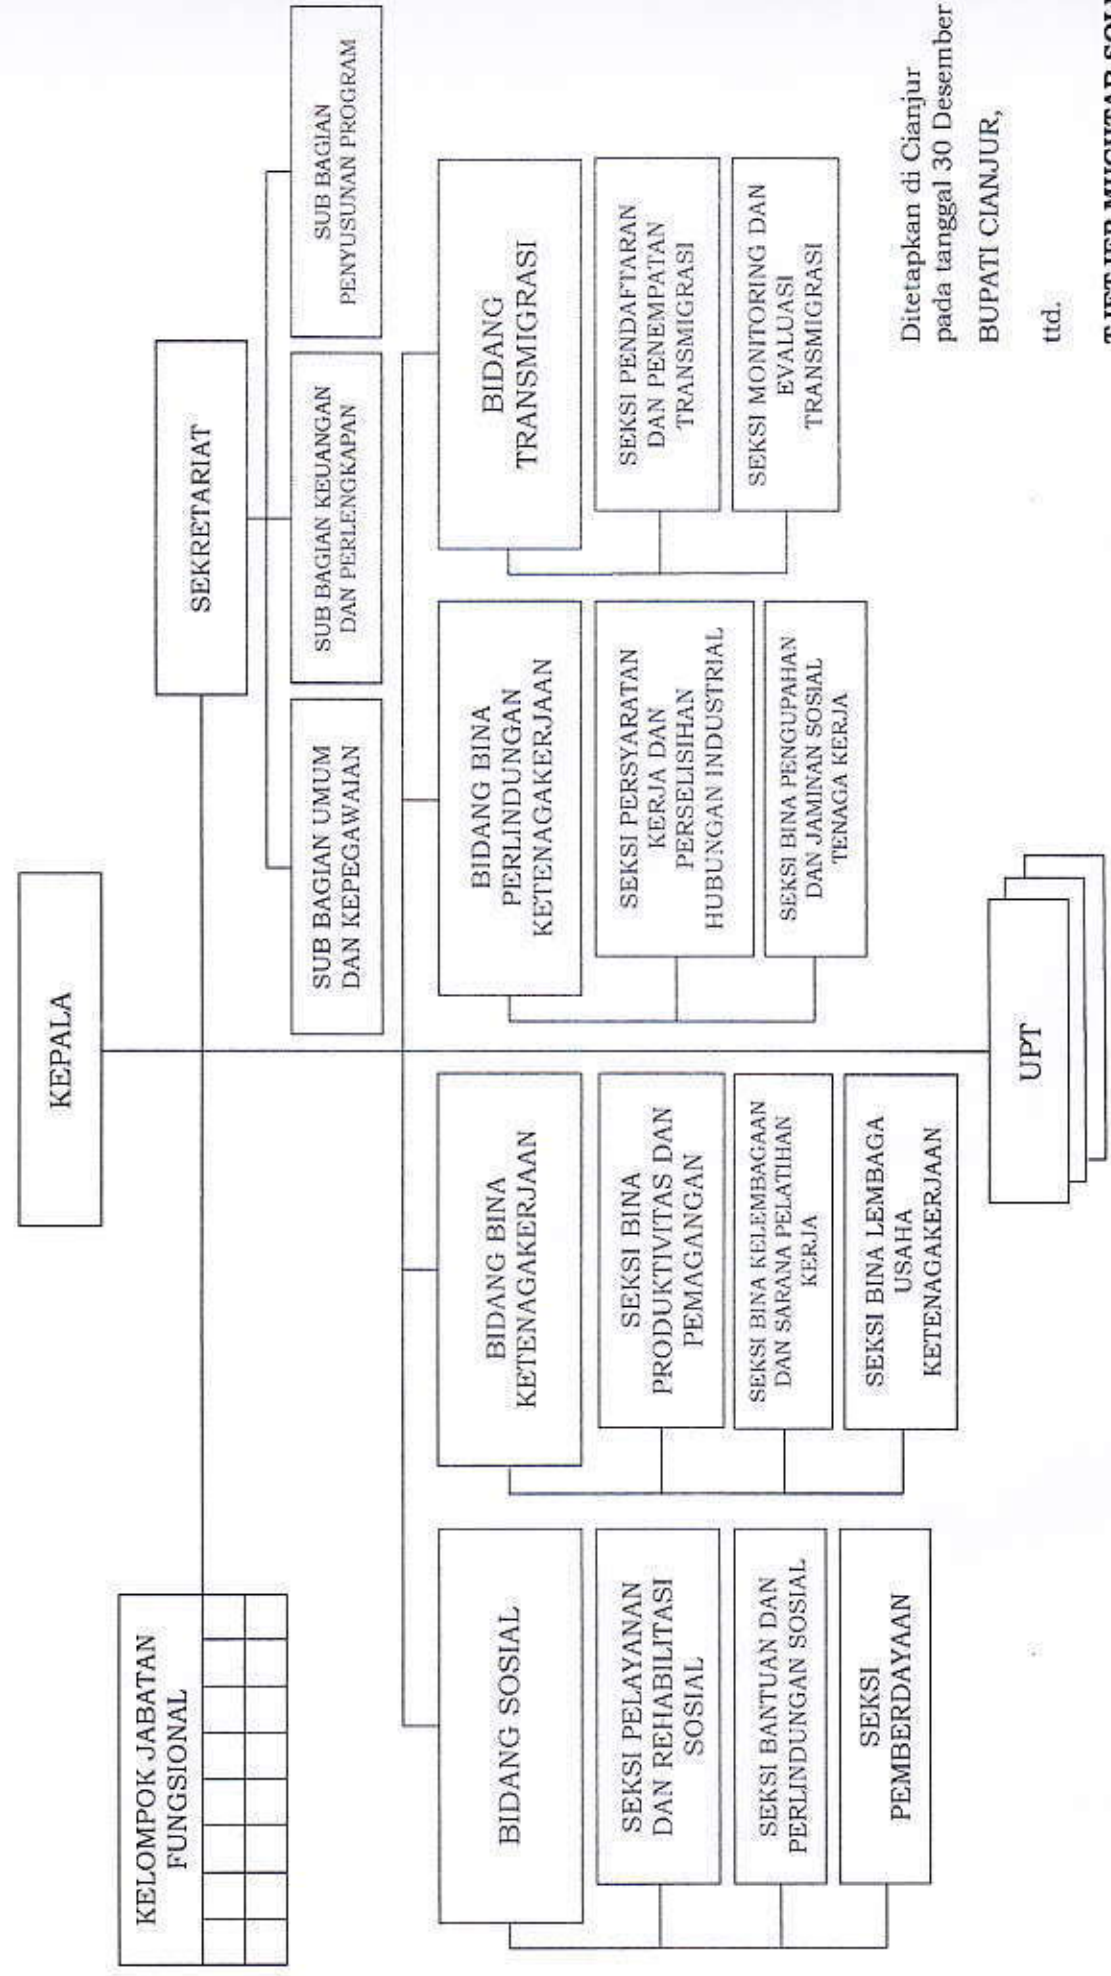 KEPALA
KELOMPOK JABATAN
FUNGSIONAL
SEKRETARIAT
SUB BAGIAN UMUM
DAN KEPEGAWAIAN
SUB BAGIAN KEUANGAN
DAN PERLENGKAPAN
SUB BAGIAN
PENYUSUNAN PROGRAM
BIDANG SOSIAL
SEKSI PELAYANAN
DAN REHABILITASI
SOSIAL
SEKSI BANTUAN DAN
PERLINDUNGAN SOSIAL
SEKSI
PEMBERDAYAAN
BIDANG BINA
KETENAGAKERJAAN
SEKSI BINA
PRODUKTIVITAS DAN
PEMAGANGAN
SEKSI BINA KELEMBAGAAN
DAN SARANA PELATIHAN
KERJA
SEKSI BINA LEMBAGA
USAHA
KETENAGAKERJAAN
BIDANG BINA
PERLINDUNGAN
KETENAGAKERJAAN
SEKSI PERSYARATAN
KERJA DAN
PERSELISIHAN
HUBUNGAN INDUSTRIAL
SEKSI BINA PENGUPAHAN
DAN JAMINAN SOSIAL
TENAGA KERJA
BIDANG
TRANSMIGRASI
SEKSI PENDAFTARAN
DAN PENEMPATAN
TRANSMIGRASI
SEKSI MONITORING DAN
EVALUASI
TRANSMIGRASI
UPT
Ditetapkan di Cianjur
pada tanggal 30 Desember
BUPATI CIANJUR,
ttd.